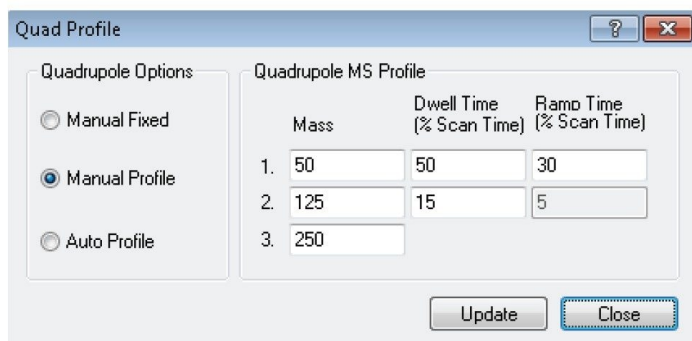 Quad Profile
Quadrupole Options
Manual Fixed
Manual Profile
Auto Profile
Quadrupole MS Profile
Mass
Dwell Time
(% Scan Time)
Ramp Time
(% Scan Time)
1. 50 50 30
2. 125 15 5
3. 250
Update
Close